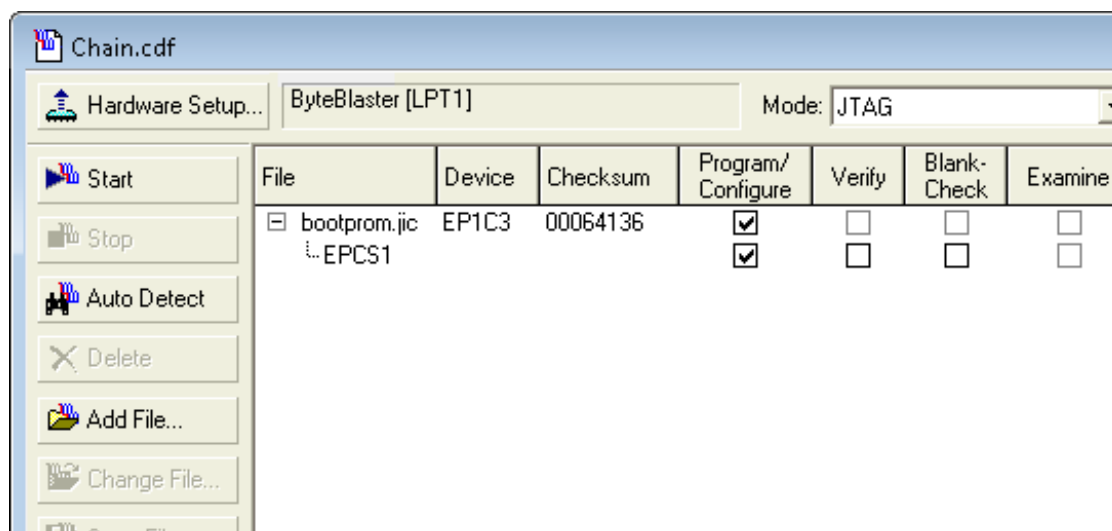 Chain.cdf
Hardware Setup... ByteBlaster [LPT1] Mode: JTAG
Start
Stop
Auto Detect
Delete
Add File...
Change File...
File Device Checksum Program/ Configure Verify Blank- Check Examine
bootprom.jic EP1C3 00064136
EPCS1